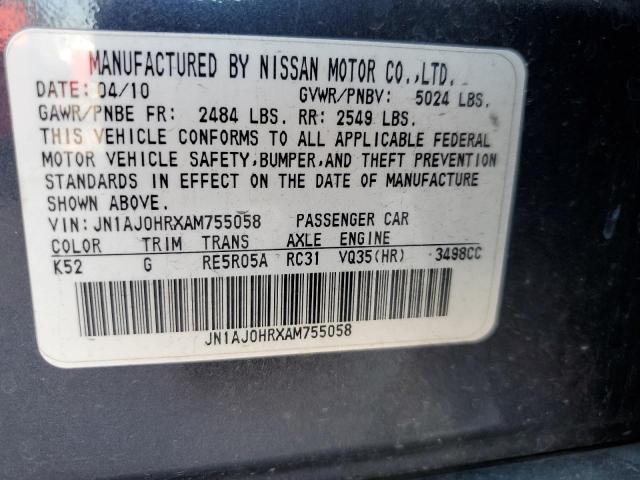 MANUFACTURED BY NISSAN MOTOR CO.,LTD.
DATE: 04/10 GVWR/PNBV: 5024 LBS.
GAWR/PNBE FR: 2484 LBS. RR: 2549 LBS.
THIS VEHICLE CONFORMS TO ALL APPLICABLE FEDERAL
MOTOR VEHICLE SAFETY,BUMPER,AND THEFT PREVENTION
STANDARDS IN EFFECT ON THE DATE OF MANUFACTURE
SHOWN ABOVE.
VIN:JN1AJ0HRXAM755058 PASSENGER CAR
COLOR TRIM TRANS AXLE ENGINE
K52 G RE5R05A RC31 VQ35(HR) 3498CC
JN1AJ0HRXAM755058